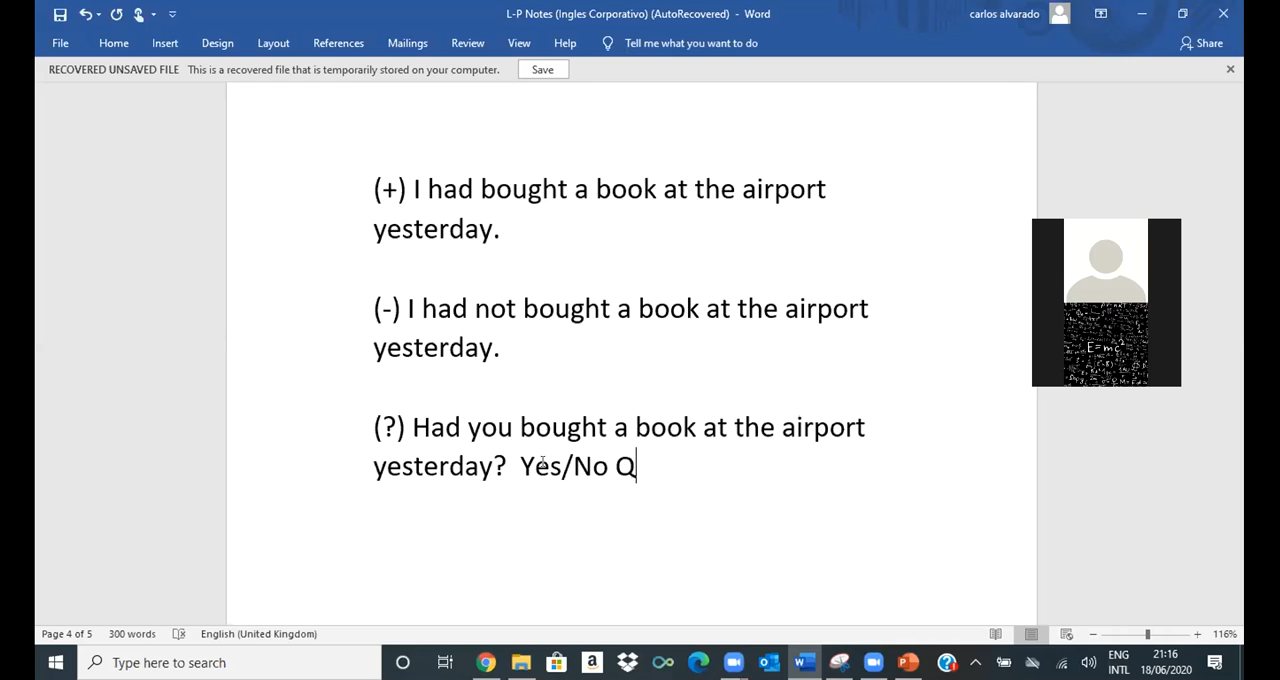 L-P Notes (Ingles Corporativo) (AutoRecovered) - Word
carlos alvarado
File Home Insert Design Layout References Mailings Review View Help Tell me what you want to do Share
RECOVERED UNSAVED FILE This is a recovered file that is temporarily stored on your computer. Save
(+) I had bought a book at the airport
yesterday.
(-) I had not bought a book at the airport
yesterday.
(?) Had you bought a book at the airport
yesterday?  Yes/No Q
E=mc²
Page 4 of 5 300 words English (United Kingdom) 116%
Type here to search
ENG 21:16
INTL 18/06/2020